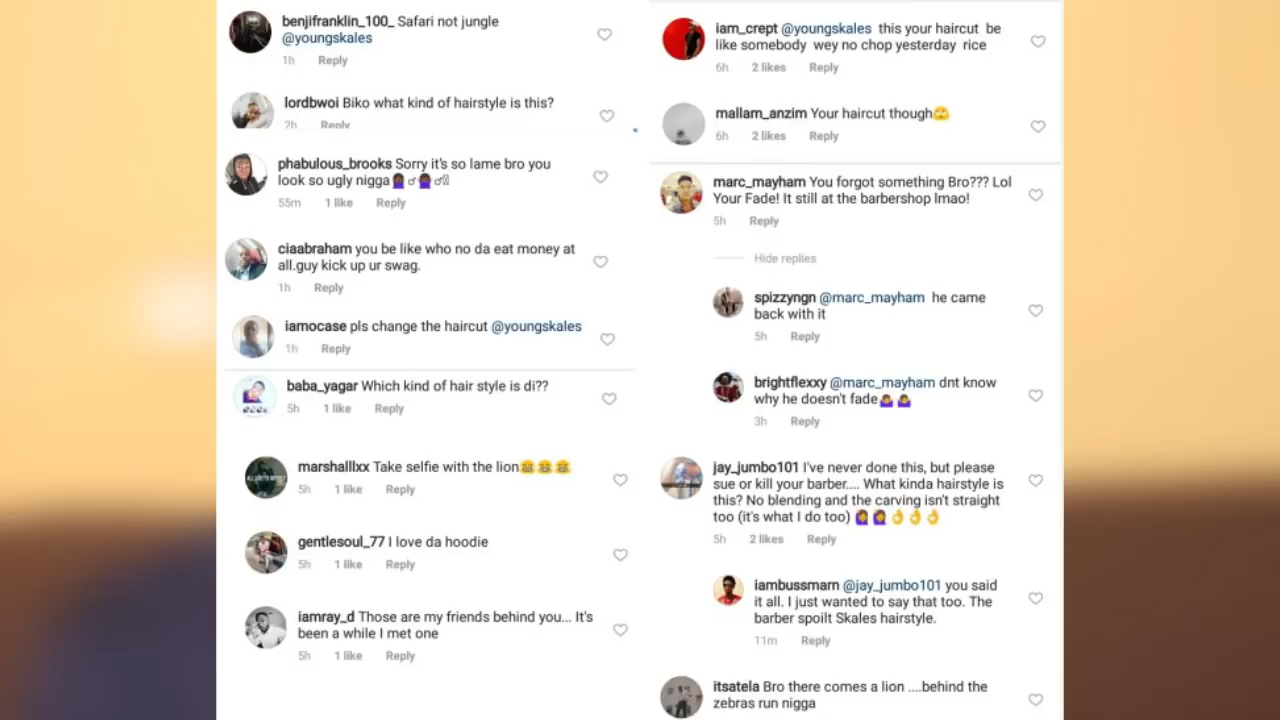 benjifranklin_100_ Safari not jungle
@youngskales
1h Reply
lordbwoi Biko what kind of hairstyle is this?
2h Reply
phabulous_brooks Sorry it's so lame bro you
look so ugly nigga🤦🏿♂🤦🏿♂
55m 1 like Reply
ciaabraham you be like who no da eat money at
all.guy kick up ur swag.
1h Reply
iamocase pls change the haircut @youngskales
1h Reply
baba_yagar Which kind of hair style is di??
5h 1 like Reply
marshalllxx Take selfie with the lion😂😂😂
5h 1 like Reply
gentlesoul_77 I love da hoodie
5h 1 like Reply
iamray_d Those are my friends behind you... It's
been a while I met one
5h 1 like Reply
iam_crept @youngskales this your haircut be
like somebody wey no chop yesterday rice
6h 2 likes Reply
mallam_anzim Your haircut though🙄
6h 2 likes Reply
marc_mayham You forgot something Bro??? Lol
Your Fade! It still at the barbershop lmao!
5h Reply
Hide replies
spizzyngn @marc_mayham he came
back with it
5h Reply
brightflexxy @marc_mayham dnt know
why he doesn't fade🤷🤷
3h Reply
jay_jumbo101 I've never done this, but please
sue or kill your barber.... What kinda hairstyle is
this? No blending and the carving isn't straight
too (it's what I do too) 🙆🙆👌👌👌
5h 2 likes Reply
iambussmarn @jay_jumbo101 you said
it all. I just wanted to say that too. The
barber spoilt Skales hairstyle.
11m Reply
itsatela Bro there comes a lion ....behind the
zebras run nigga